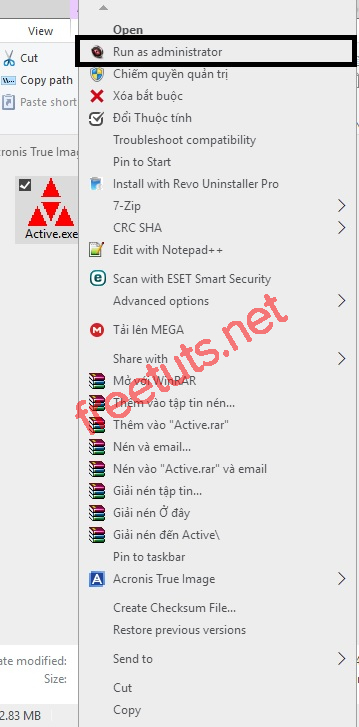 View
Cut
Copy path
Paste short
cronis True Imag
Active.exe
Open
Run as administrator
Chiếm quyền quản trị
Xóa bắt buộc
Đổi Thuộc tính
Troubleshoot compatibility
Pin to Start
Install with Revo Uninstaller Pro
7-Zip
CRC SHA
Edit with Notepad++
Scan with ESET Smart Security
Advanced options
Tải lên MEGA
Share with
Mở với WinRAR
Thêm vào tập tin nén...
Thêm vào "Active.rar"
Nén và email...
Nén vào "Active.rar" và email
Giải nén tập tin...
Giải nén Ở đây
Giải nén đến Active\
Pin to taskbar
Acronis True Image
Create Checksum File...
Restore previous versions
Send to
Cut
Copy
ate modified:
Size:
2.83 MB
freetuts.net